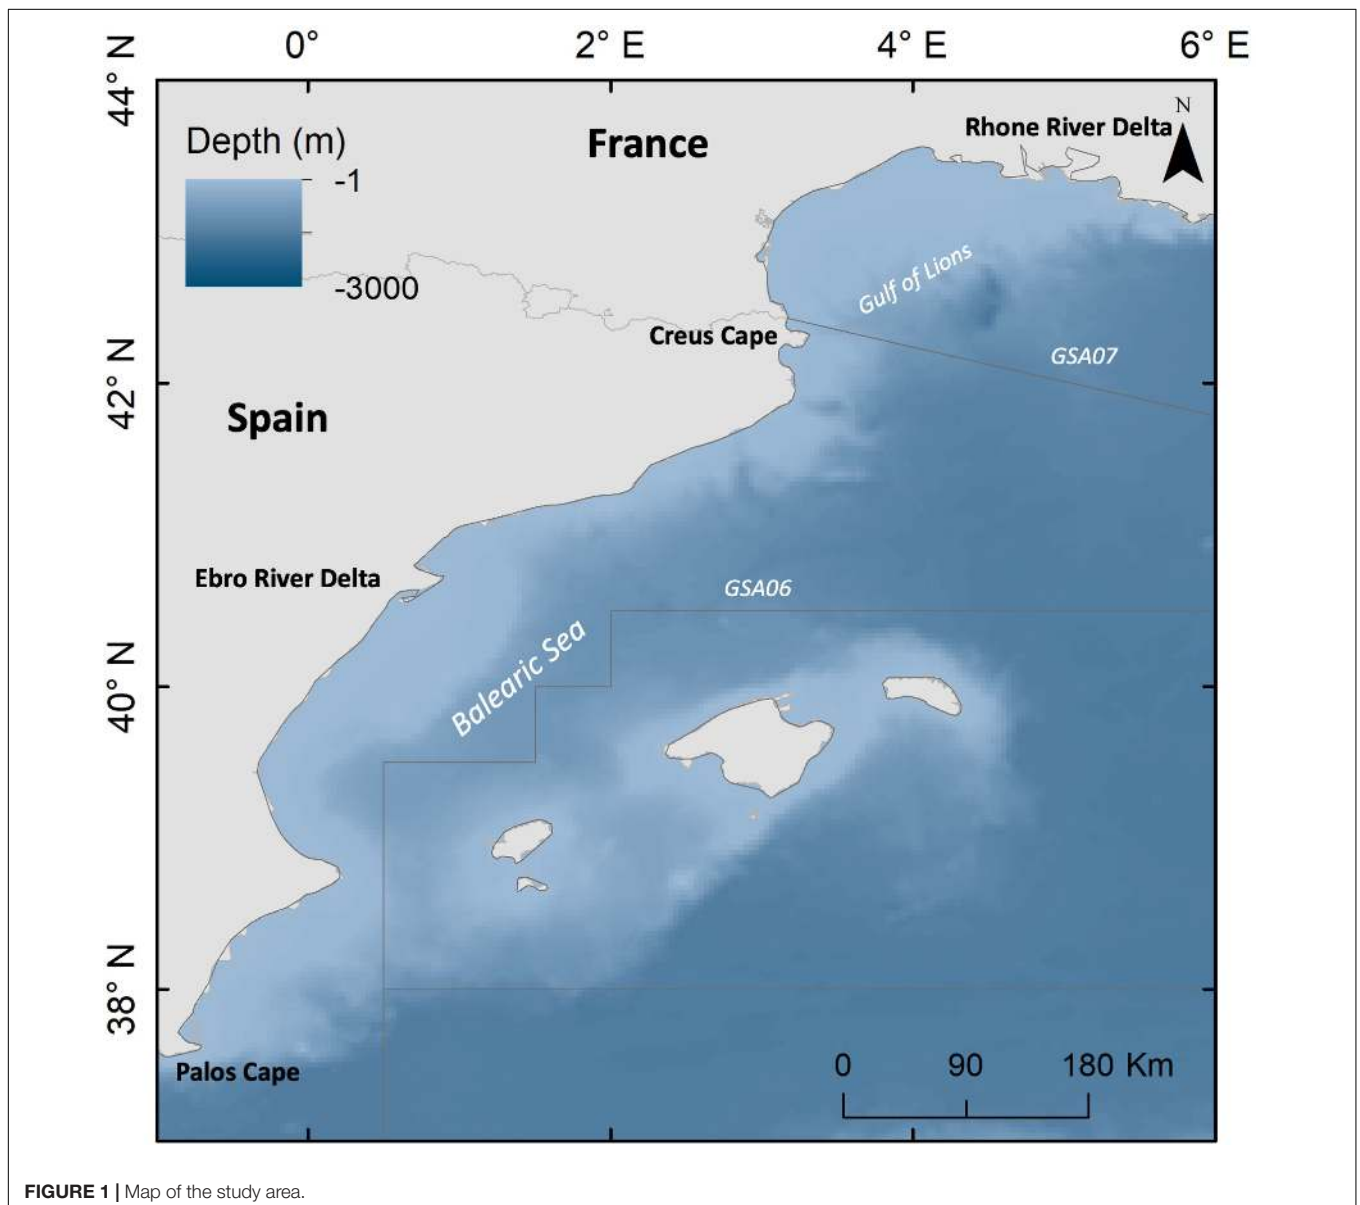 0° 2° E 4° E 6° E
44° N
Depth (m)
-1
-3000
France
Rhone River Delta
N
Gulf of Lions
Creus Cape
GSA07
42° N
Spain
Ebro River Delta
GSA06
Balearic Sea
40° N
38° N
Palos Cape
0 90 180 Km
FIGURE 1 | Map of the study area.